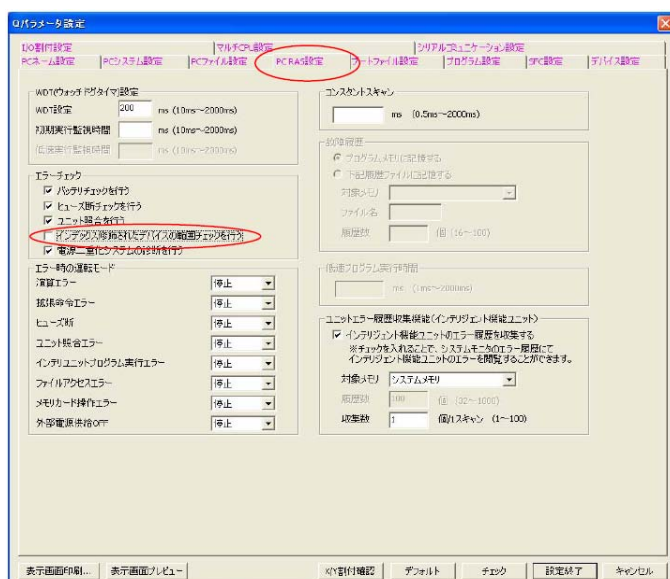 Qパラメータ設定
I/O割付設定
マルチCPU設定
シリアルコミュニケーション設定
PCネーム設定
PCシステム設定
PCファイル設定
PC RAS設定
ブートファイル設定
プログラム設定
SFC設定
デバイス設定
WDT(ウォッチドグタイマ)設定
WDT設定 200 ms (10ms~2000ms)
初期実行監視時間 ms (10ms~2000ms)
低速実行監視時間 ms (10ms~2000ms)
エラーチェック
バッテリチェックを行う
ヒューズ断チェックを行う
ユニット照合を行う
インデックス修飾されたデバイスの範囲チェックを行う
電源二重化システムの診断を行う
エラー時の運転モード
演算エラー 停止
拡張命令エラー 停止
ヒューズ断 停止
ユニット照合エラー 停止
インテリユニットプログラム実行エラー 停止
ファイルアクセスエラー 停止
メモリカード操作エラー 停止
外部電源供給OFF 停止
コンスタントスキャン
ms (0.5ms~2000ms)
故障履歴
プログラムメモリに記憶する
下記履歴ファイルに記憶する
対象メモリ
ファイル名
履歴数 個 (16~100)
低速プログラム実行時間
ms (1ms~2000ms)
ユニットエラー履歴収集機能(インテリジェント機能ユニット)
インテリジェント機能ユニットのエラー履歴を収集する
※チェックを入れることで、システムモニタのエラー履歴にて
インテリジェント機能ユニットのエラーを閲覧することができます。
対象メモリ システムメモリ
履歴数 100 個 (32~1000)
収集数 1 個/1スキャン (1~100)
表示画面印刷...
表示画面プレビュー
X/Y割付確認
デフォルト
チェック
設定終了
キャンセル